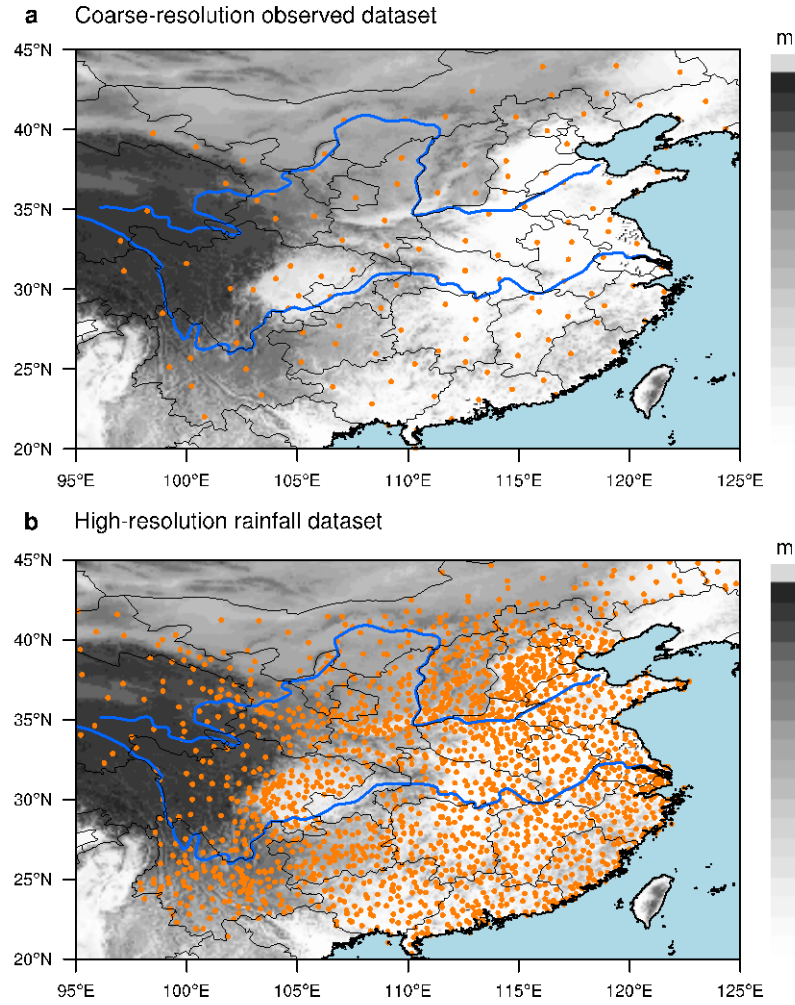 a Coarse-resolution observed dataset
m
45°N
40°N
35°N
30°N
25°N
20°N
95°E 100°E 105°E 110°E 115°E 120°E 125°E
b High-resolution rainfall dataset
m
45°N
40°N
35°N
30°N
25°N
20°N
95°E 100°E 105°E 110°E 115°E 120°E 125°E